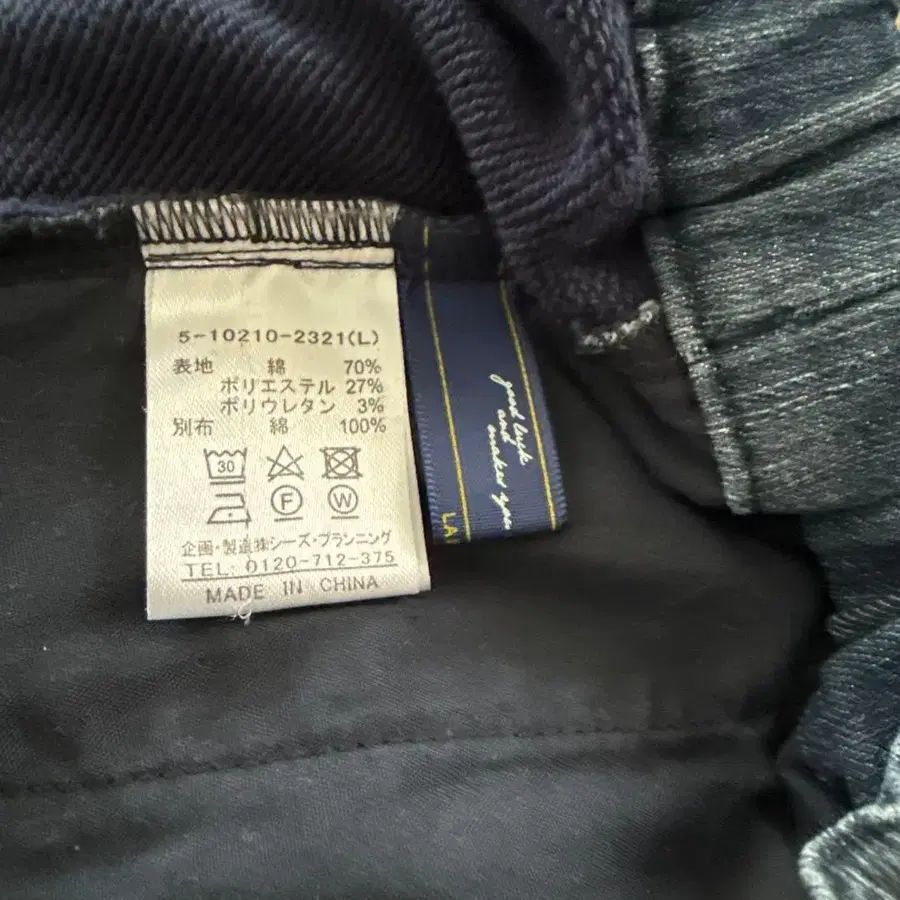 5-10210-2321(L)
表地 綿 70%
ポリエステル 27%
ポリウレタン 3%
別布 綿 100%
30
F W
企画・製造㈱シーズ・プランニング
TEL: 0120-712-375
MADE IN CHINA
good luck
and
makes you
LA